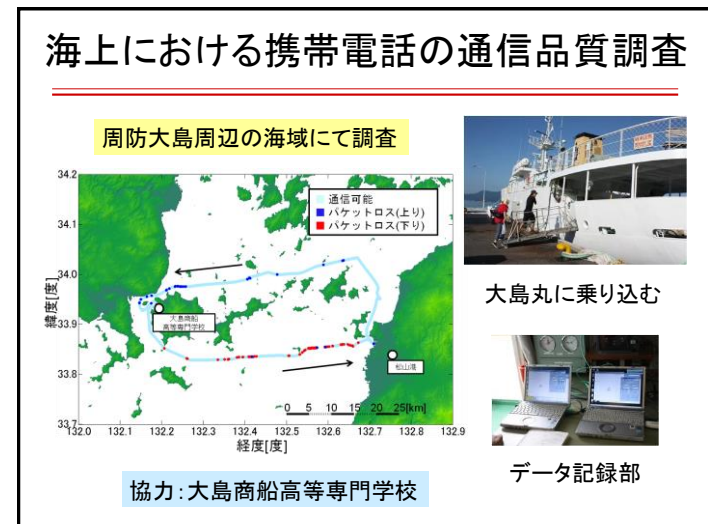 海上における携帯電話の通信品質調査
周防大島周辺の海域にて調査
通信可能
パケットロス(上り)
パケットロス(下り)
34.2
34.1
34.0
33.9
33.8
33.7
緯度[度]
大島商船
高等専門学校
松山港
0 5 10 15 20 25[km]
132.0 132.1 132.2 132.3 132.4 132.5 132.6 132.7 132.8 132.9
経度[度]
協力：大島商船高等専門学校
大島丸に乗り込む
データ記録部